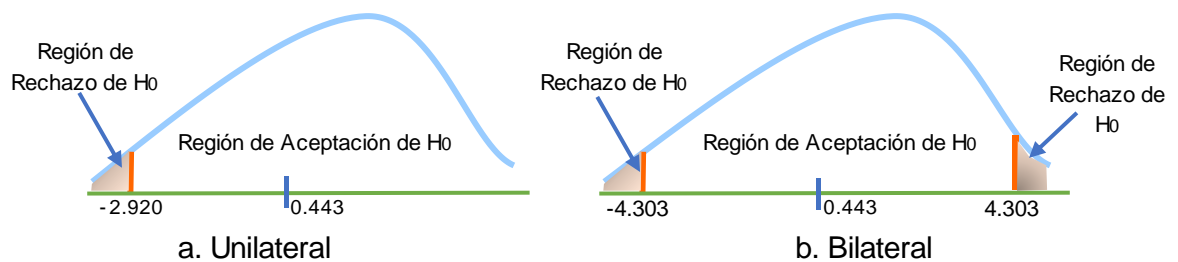 Región de
Rechazo de H0
Región de Aceptación de H0
-2.920
0.443
a. Unilateral
Región de
Rechazo de H0
Región de
Rechazo de
H0
Región de Aceptación de H0
-4.303
0.443
4.303
b. Bilateral